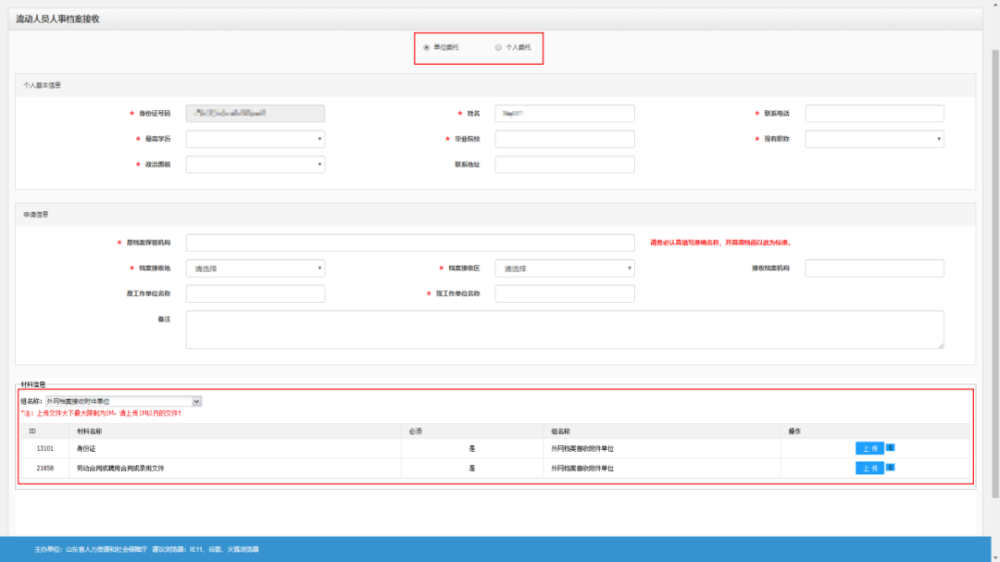 流动人员人事档案接收
单位委托 个人委托
个人基本信息
* 身份证号码 * 姓名 * 联系电话
* 最高学历 * 毕业院校 * 现有职称
* 政治面貌 联系地址
申请信息
* 原档案保管机构 请务必认真填写准确名称，开具调档函以此为标准。
* 档案接收地 请选择 * 档案接收区 请选择 接收档案机构
原工作单位名称 * 现工作单位名称
备注
材料信息
组名称： 外网档案接收附件单位
*注：上传文件大下最大限制为1M，请上传1M以内的文件！
ID 材料名称 必须 组名称 操作
13101 身份证 是 外网档案接收附件单位 上 传 0
21858 劳动合同或聘用合同或录用文件 是 外网档案接收附件单位 上 传 0
主办单位：山东省人力资源和社会保障厅 建议浏览器：IE11、谷歌、火狐浏览器